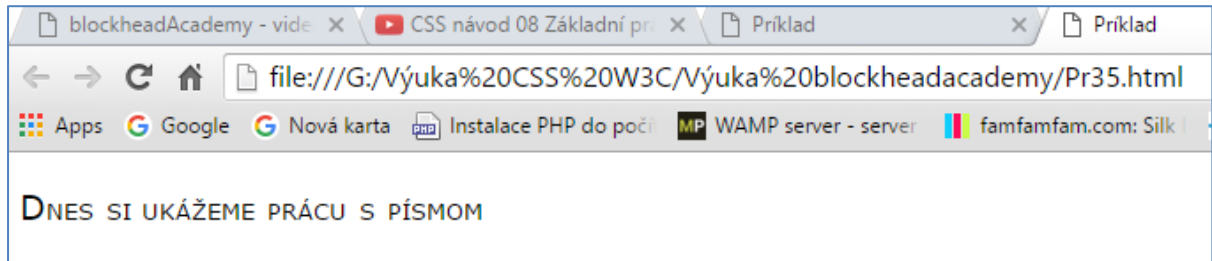 blockheadAcademy - vide
CSS návod 08 Základní pr
Príklad
Príklad
file:///G:/Výuka%20CSS%20W3C/Výuka%20blockheadacademy/Pr35.html
Apps
Google
Nová karta
php
Instalace PHP do počí
MP
WAMP server - server
famfamfam.com: Silk
Dnes si ukážeme prácu s písmom